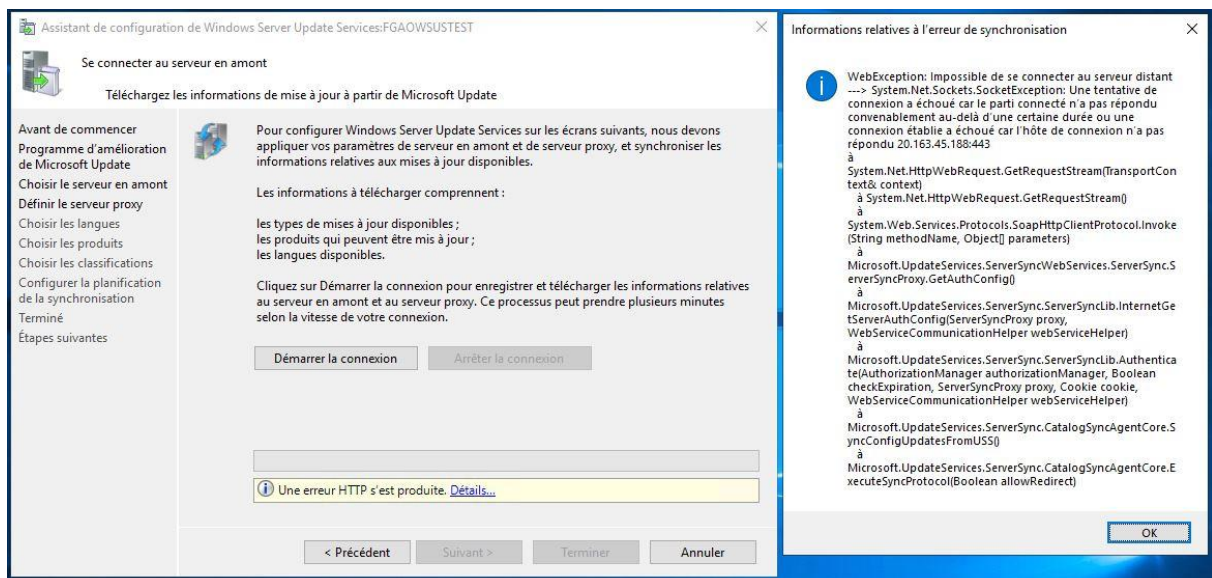 Assistant de configuration de Windows Server Update Services:FGAOWSUSTEST
Se connecter au serveur en amont
Téléchargez les informations de mise à jour à partir de Microsoft Update
Avant de commencer
Programme d'amélioration
de Microsoft Update
Choisir le serveur en amont
Définir le serveur proxy
Choisir les langues
Choisir les produits
Choisir les classifications
Configurer la planification
de la synchronisation
Terminé
Étapes suivantes
Pour configurer Windows Server Update Services sur les écrans suivants, nous devons
appliquer vos paramètres de serveur en amont et de serveur proxy, et synchroniser les
informations relatives aux mises à jour disponibles.
Les informations à télécharger comprennent :
les types de mises à jour disponibles ;
les produits qui peuvent être mis à jour ;
les langues disponibles.
Cliquez sur Démarrer la connexion pour enregistrer et télécharger les informations relatives
au serveur en amont et au serveur proxy. Ce processus peut prendre plusieurs minutes
selon la vitesse de votre connexion.
Démarrer la connexion
Arrêter la connexion
Une erreur HTTP s'est produite. Détails...
< Précédent
Suivant >
Terminer
Annuler
Informations relatives à l'erreur de synchronisation
WebException: Impossible de se connecter au serveur distant
---> System.Net.Sockets.SocketException: Une tentative de
connexion a échoué car le parti connecté n'a pas répondu
convenablement au-delà d'une certaine durée ou une
connexion établie a échoué car l'hôte de connexion n'a pas
répondu 20.163.45.188:443
à
System.Net.HttpWebRequest.GetRequestStream(TransportCon
text& context)
à System.Net.HttpWebRequest.GetRequestStream()
à
System.Web.Services.Protocols.SoapHttpClientProtocol.Invoke
(String methodName, Object[] parameters)
à
Microsoft.UpdateServices.ServerSyncWebServices.ServerSync.S
erverSyncProxy.GetAuthConfig()
à
Microsoft.UpdateServices.ServerSync.ServerSyncLib.InternetGe
tServerAuthConfig(ServerSyncProxy proxy,
WebServiceCommunicationHelper webServiceHelper)
à
Microsoft.UpdateServices.ServerSync.ServerSyncLib.Authentica
te(AuthorizationManager authorizationManager, Boolean
checkExpiration, ServerSyncProxy proxy, Cookie cookie,
WebServiceCommunicationHelper webServiceHelper)
à
Microsoft.UpdateServices.ServerSync.CatalogSyncAgentCore.S
yncConfigUpdatesFromUSS()
à
Microsoft.UpdateServices.ServerSync.CatalogSyncAgentCore.E
xecuteSyncProtocol(Boolean allowRedirect)
OK